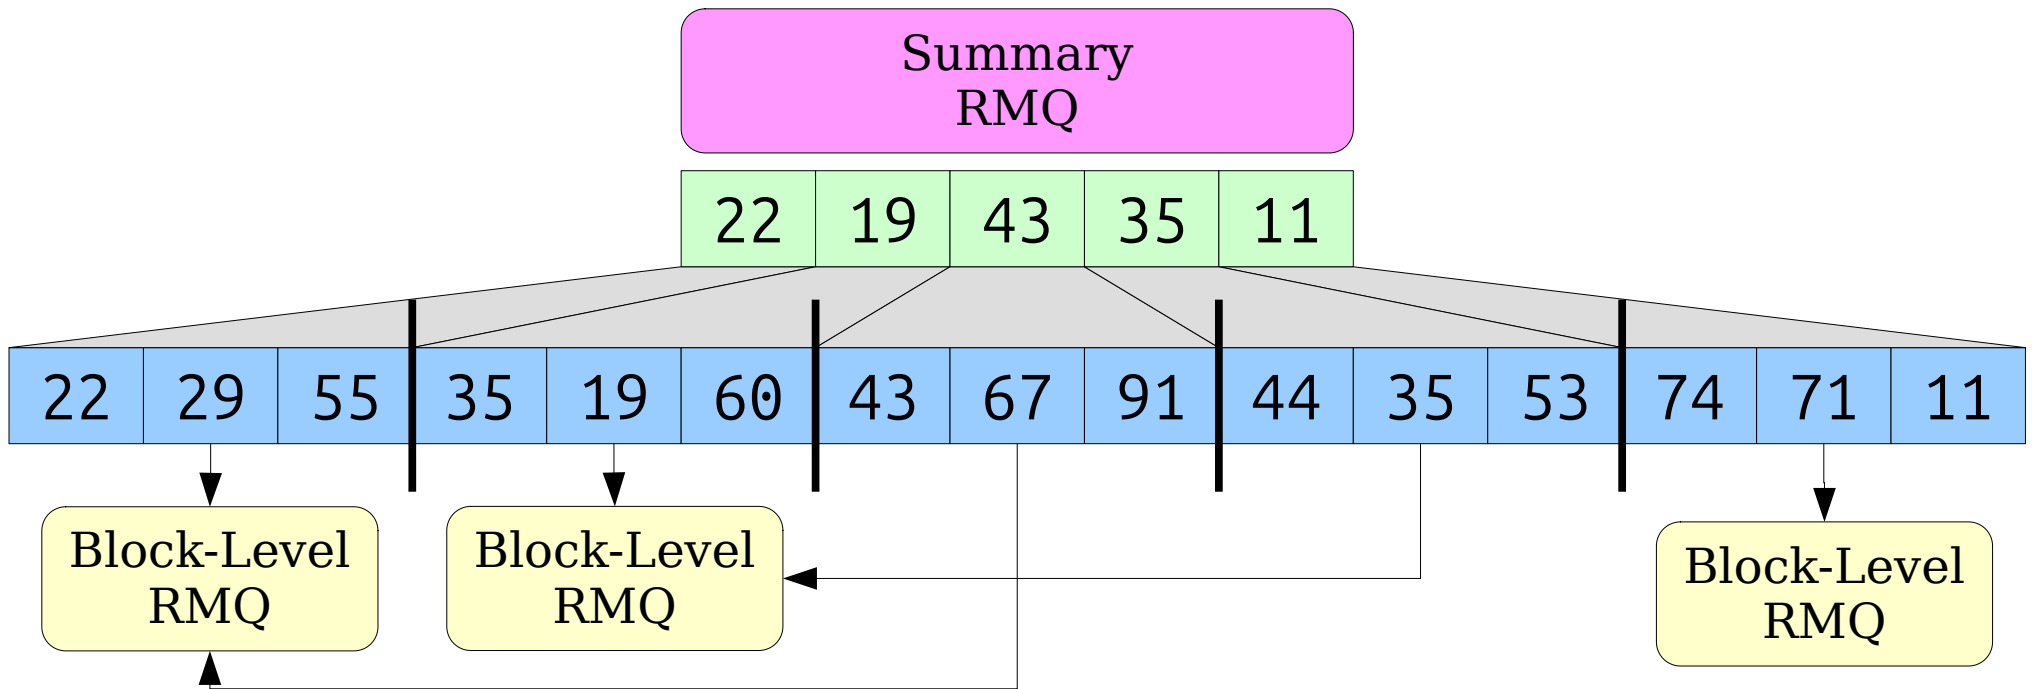 Summary
RMQ
22 19 43 35 11
22 29 55 35 19 60 43 67 91 44 35 53 74 71 11
Block-Level
RMQ
Block-Level
RMQ
Block-Level
RMQ